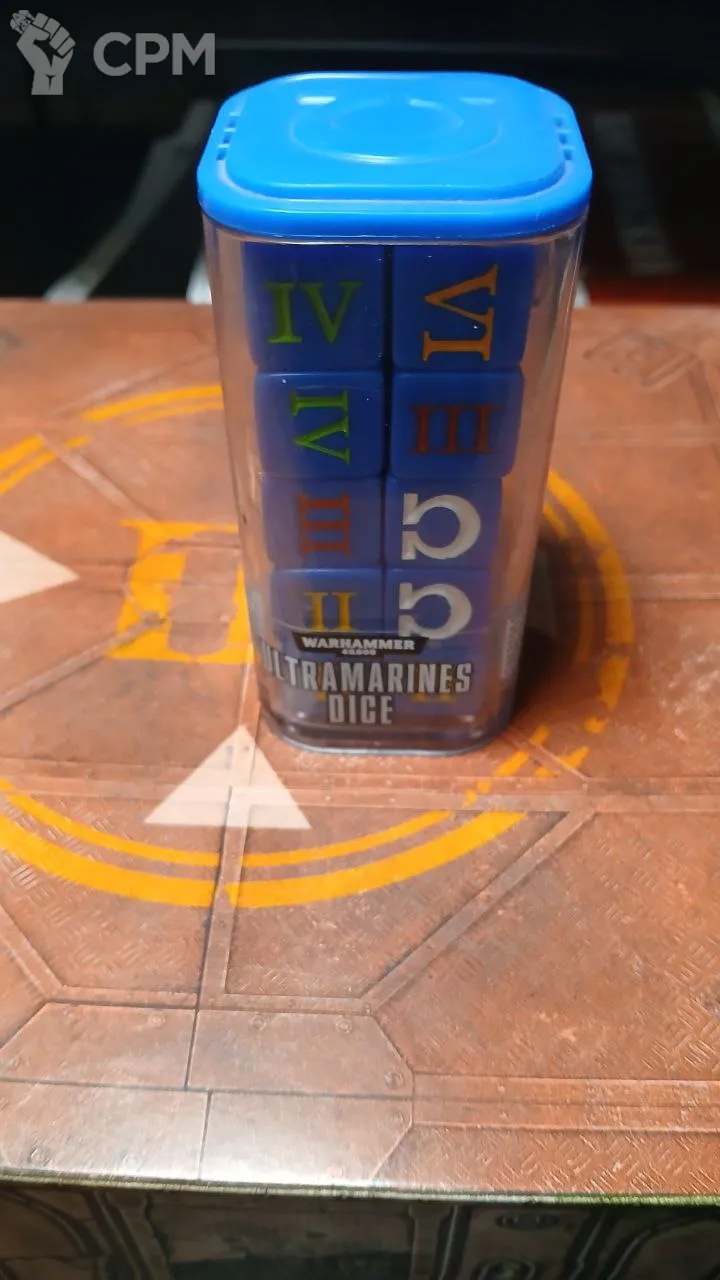 CPM
IV VI
IV III
III
II
WARHAMMER
40,000
ULTRAMARINES
DICE